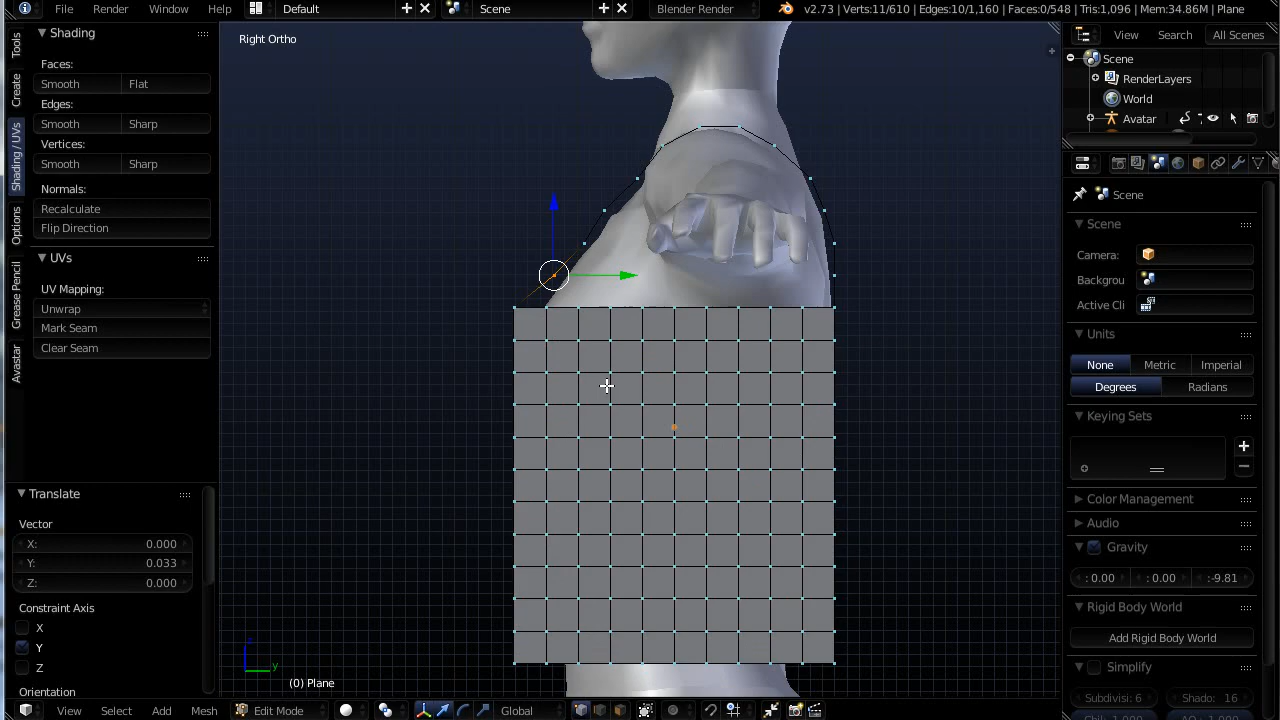 File Render Window Help Default Scene Blender Render v2.73 | Verts:11/610 | Edges:10/1,160 | Faces:0/548 | Tris:1,096 | Mem:34.86M | Plane
Tools
Create
Shading / UVs
Options
Grease Pencil
Avastar
Shading
Faces:
Smooth Flat
Edges:
Smooth Sharp
Vertices:
Smooth Sharp
Normals:
Recalculate
Flip Direction
UVs
UV Mapping:
Unwrap
Mark Seam
Clear Seam
Translate
Vector
X: 0.000
Y: 0.033
Z: 0.000
Constraint Axis
X
Y
Z
Orientation
Right Ortho
y
(0) Plane
View Select Add Mesh Edit Mode Global
View Search All Scenes
Scene
RenderLayers
World
Avatar
Scene
Scene
Camera:
Backgrou
Active Cli
Units
None Metric Imperial
Degrees Radians
Keying Sets
Color Management
Audio
Gravity
: 0.00 : 0.00 :-9.81
Rigid Body World
Add Rigid Body World
Simplify
Subdivisi: 6 Shado: 16